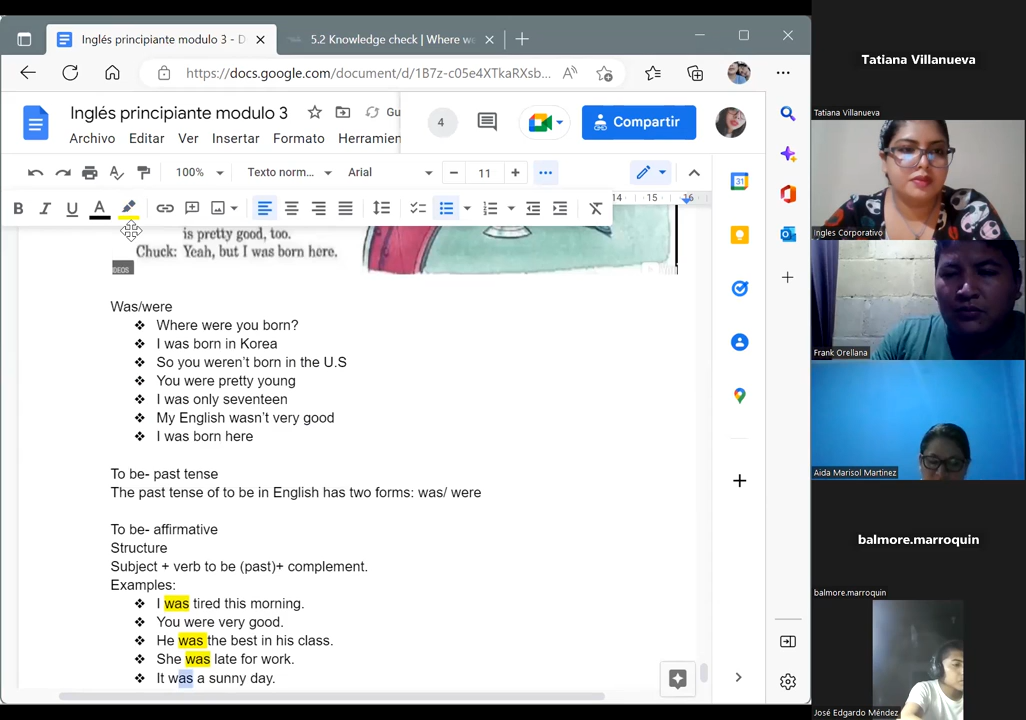 Inglés principiante modulo 3 - D
5.2 Knowledge check | Where we
https://docs.google.com/document/d/1B7z-c05e4XTkaRXsb...
Inglés principiante modulo 3
Gu
4
Compartir
Archivo Editar Ver Insertar Formato Herramien
100% Texto norm... Arial 11
14 15 16
is pretty good, too.
Chuck: Yeah, but I was born here.
DEOS
Was/were
❖ Where were you born?
❖ I was born in Korea
❖ So you weren't born in the U.S
❖ You were pretty young
❖ I was only seventeen
❖ My English wasn't very good
❖ I was born here
To be- past tense
The past tense of to be in English has two forms: was/ were
To be- affirmative
Structure
Subject + verb to be (past)+ complement.
Examples:
❖ I was tired this morning.
❖ You were very good.
❖ He was the best in his class.
❖ She was late for work.
❖ It was a sunny day.
Tatiana Villanueva
Tatiana Villanueva
Ingles Corporativo
Frank Orellana
Aida Marisol Martinez
balmore.marroquin
balmore.marroquin
José Edgardo Méndez